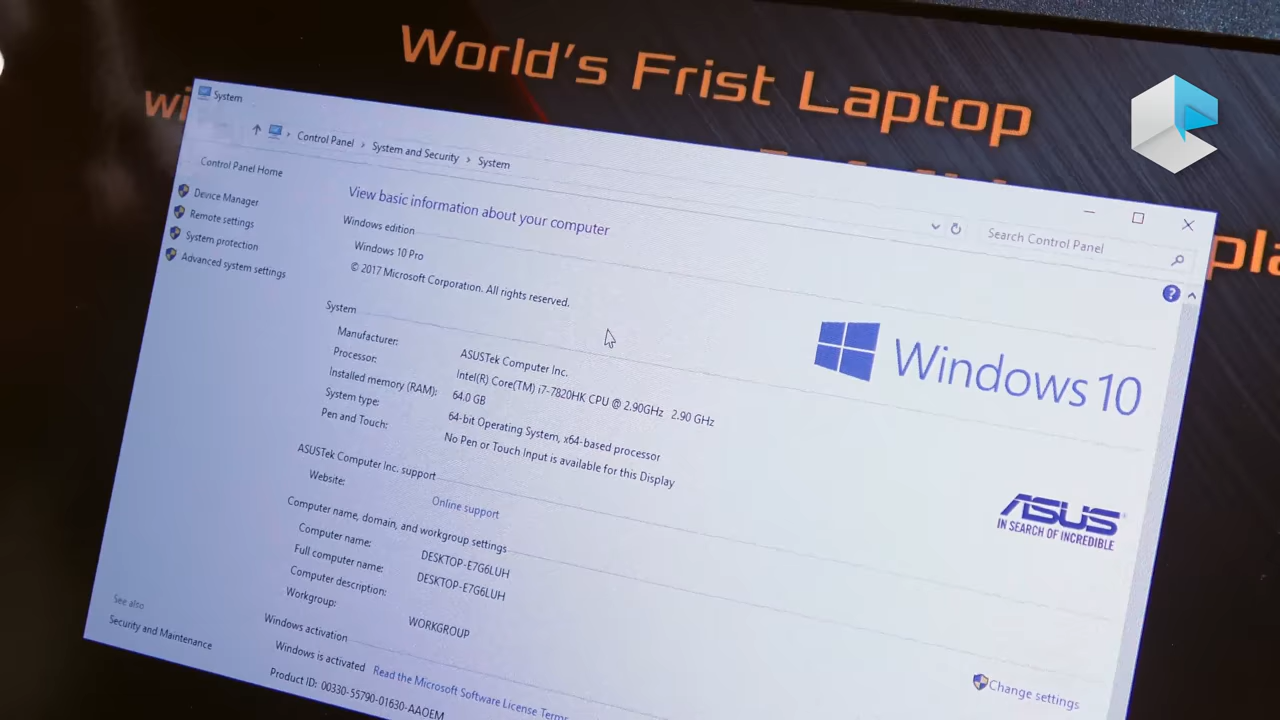 World's Frist Laptop
System
Control Panel > System and Security > System
Search Control Panel
Control Panel Home
Device Manager
Remote settings
System protection
Advanced system settings
View basic information about your computer
Windows edition
Windows 10 Pro
© 2017 Microsoft Corporation. All rights reserved.
Windows 10
System
Manufacturer: ASUSTek Computer Inc.
Processor: Intel(R) Core(TM) i7-7820HK CPU @ 2.90GHz 2.90 GHz
Installed memory (RAM): 64.0 GB
System type: 64-bit Operating System, x64-based processor
Pen and Touch: No Pen or Touch Input is available for this Display
ASUS
IN SEARCH OF INCREDIBLE
ASUSTek Computer Inc. support
Website: Online support
Computer name, domain, and workgroup settings
Computer name: DESKTOP-E7G6LUH
Full computer name: DESKTOP-E7G6LUH
Computer description:
Workgroup: WORKGROUP
Change settings
Windows activation
Windows is activated Read the Microsoft Software License Terms
Product ID: 00330-55790-01630-AAOEM
See also
Security and Maintenance